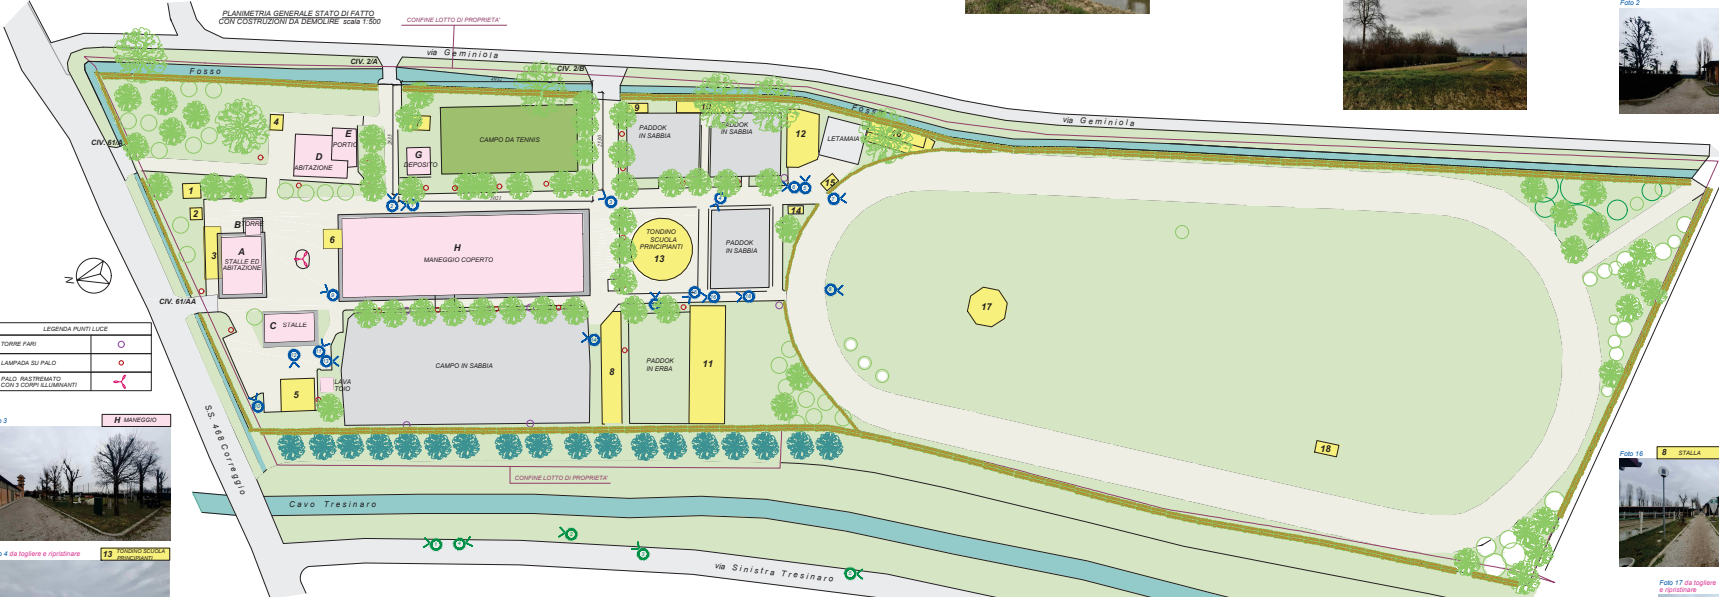 PLANIMETRIA GENERALE STATO DI FATTO
CON COSTRUZIONI DA DEMOLIRE scala 1:500
CONFINE LOTTO DI PROPRIETA'
via Geminiola
CIV. 2/A
CIV. 2/B
Fosso
Fosso
via Geminiola
Foto 2
CIV. 61/A
4
E
PORTICO
D
ABITAZIONE
G
DEPOSITO
CAMPO DA TENNIS
9
10
PADDOK
IN SABBIA
PADDOK
IN SABBIA
12
LETAMAIA
15
14
1
2
B
TORRE
3
A
STALLE ED
ABITAZIONE
6
H
MANEGGIO COPERTO
TONDINO
SCUOLA
PRINCIPIANTI
13
PADDOK
IN SABBIA
N
CIV. 61/AA
C STALLE
CAMPO IN SABBIA
LAVA
TOIO
5
8
PADDOK
IN ERBA
11
17
18
LEGENDA PUNTI LUCE
TORRE FARI
LAMPADA SU PALO
PALO RASTREMATO
CON 3 CORPI ILLUMINANTI
S.S. 468 Correggio
CONFINE LOTTO DI PROPRIETA'
Cavo Tresinaro
via Sinistra Tresinaro
3
H MANEGGIO
4 da togliere e ripristinare
13 TONDINO SCUOLA
PRINCIPIANTI
Foto 16
8 STALLA
Foto 17 da togliere
e ripristinare